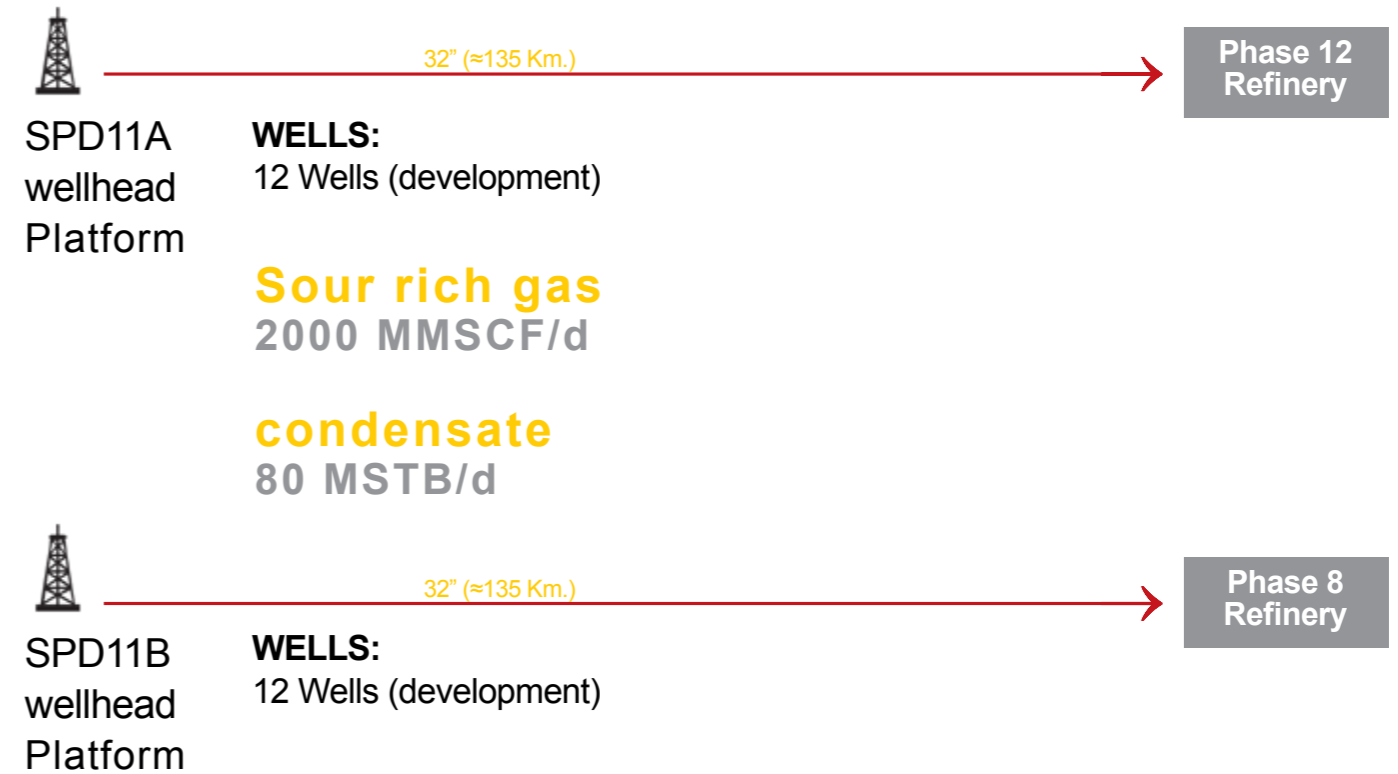 32” (≈135 Km.)
Phase 12
Refinery
SPD11A
wellhead
Platform
WELLS:
12 Wells (development)
Sour rich gas
2000 MMSCF/d
condensate
80 MSTB/d
32” (≈135 Km.)
Phase 8
Refinery
SPD11B
wellhead
Platform
WELLS:
12 Wells (development)